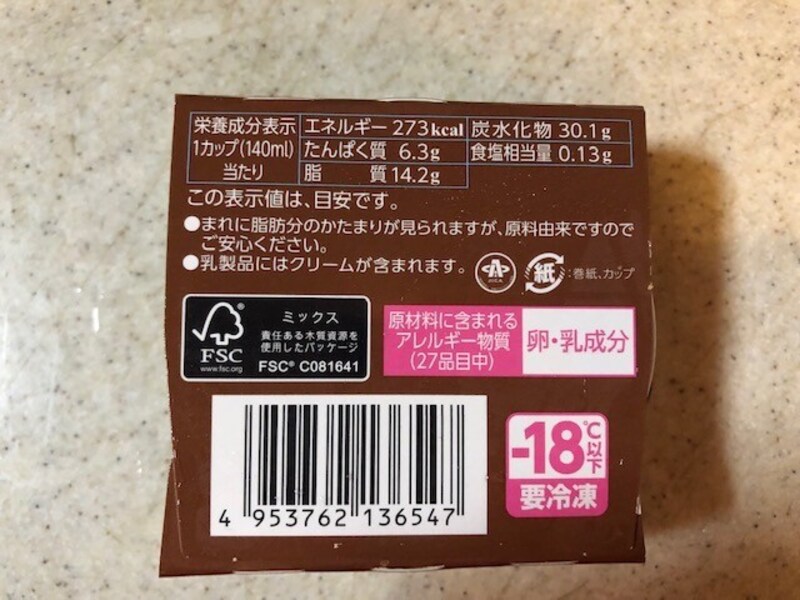 栄養成分表示
1カップ(140ml)
当たり
エネルギー 273kcal
たんぱく質 6.3g
脂 質 14.2g
炭水化物 30.1g
食塩相当量 0.13g
この表示値は、目安です。
●まれに脂肪分のかたまりが見られますが、原料由来ですので
ご安心ください。
●乳製品にはクリームが含まれます。
紙
:巻紙、カップ
FSC®
www.fsc.org
ミックス
責任ある木質資源を
使用したパッケージ
FSC® C081641
原材料に含まれる
アレルギー物質
(27品目中)
卵・乳成分
4 953762 136547
-18℃以下
要冷凍